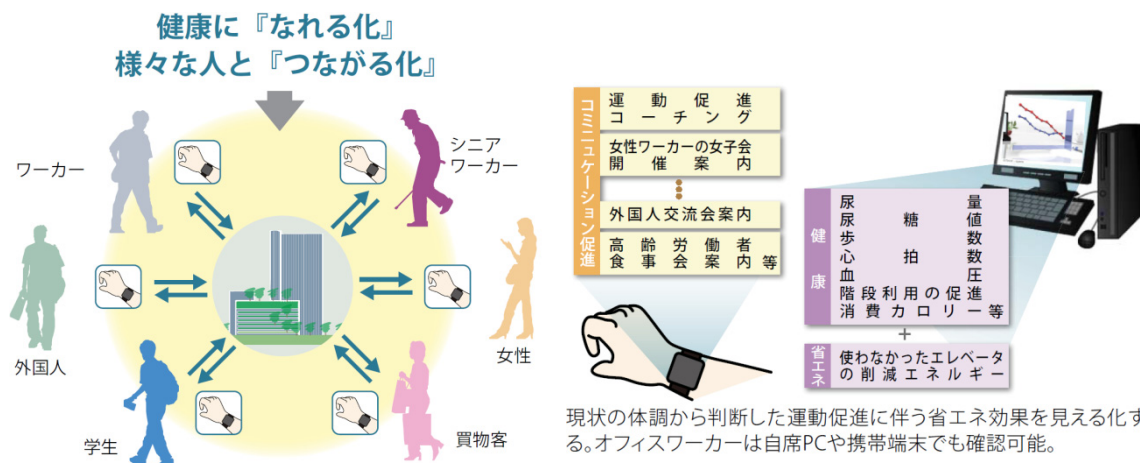 健康に『なれる化』
様々な人と『つながる化』
ワーカー
シニア
ワーカー
外国人
女性
学生
買物客
コミニュケーション促進
運動促進
コーチング
女性ワーカーの女子会
開催案内
外国人交流会案内
高齢労働者
食事会案内等
健康
尿量
尿糖値
歩数
心拍数
血圧
階段利用の促進
消費カロリー等
+
省エネ
使わなかったエレベータ
の削減エネルギー
現状の体調から判断した運動促進に伴う省エネ効果を見える化す
る。オフィスワーカーは自席PCや携帯端末でも確認可能。